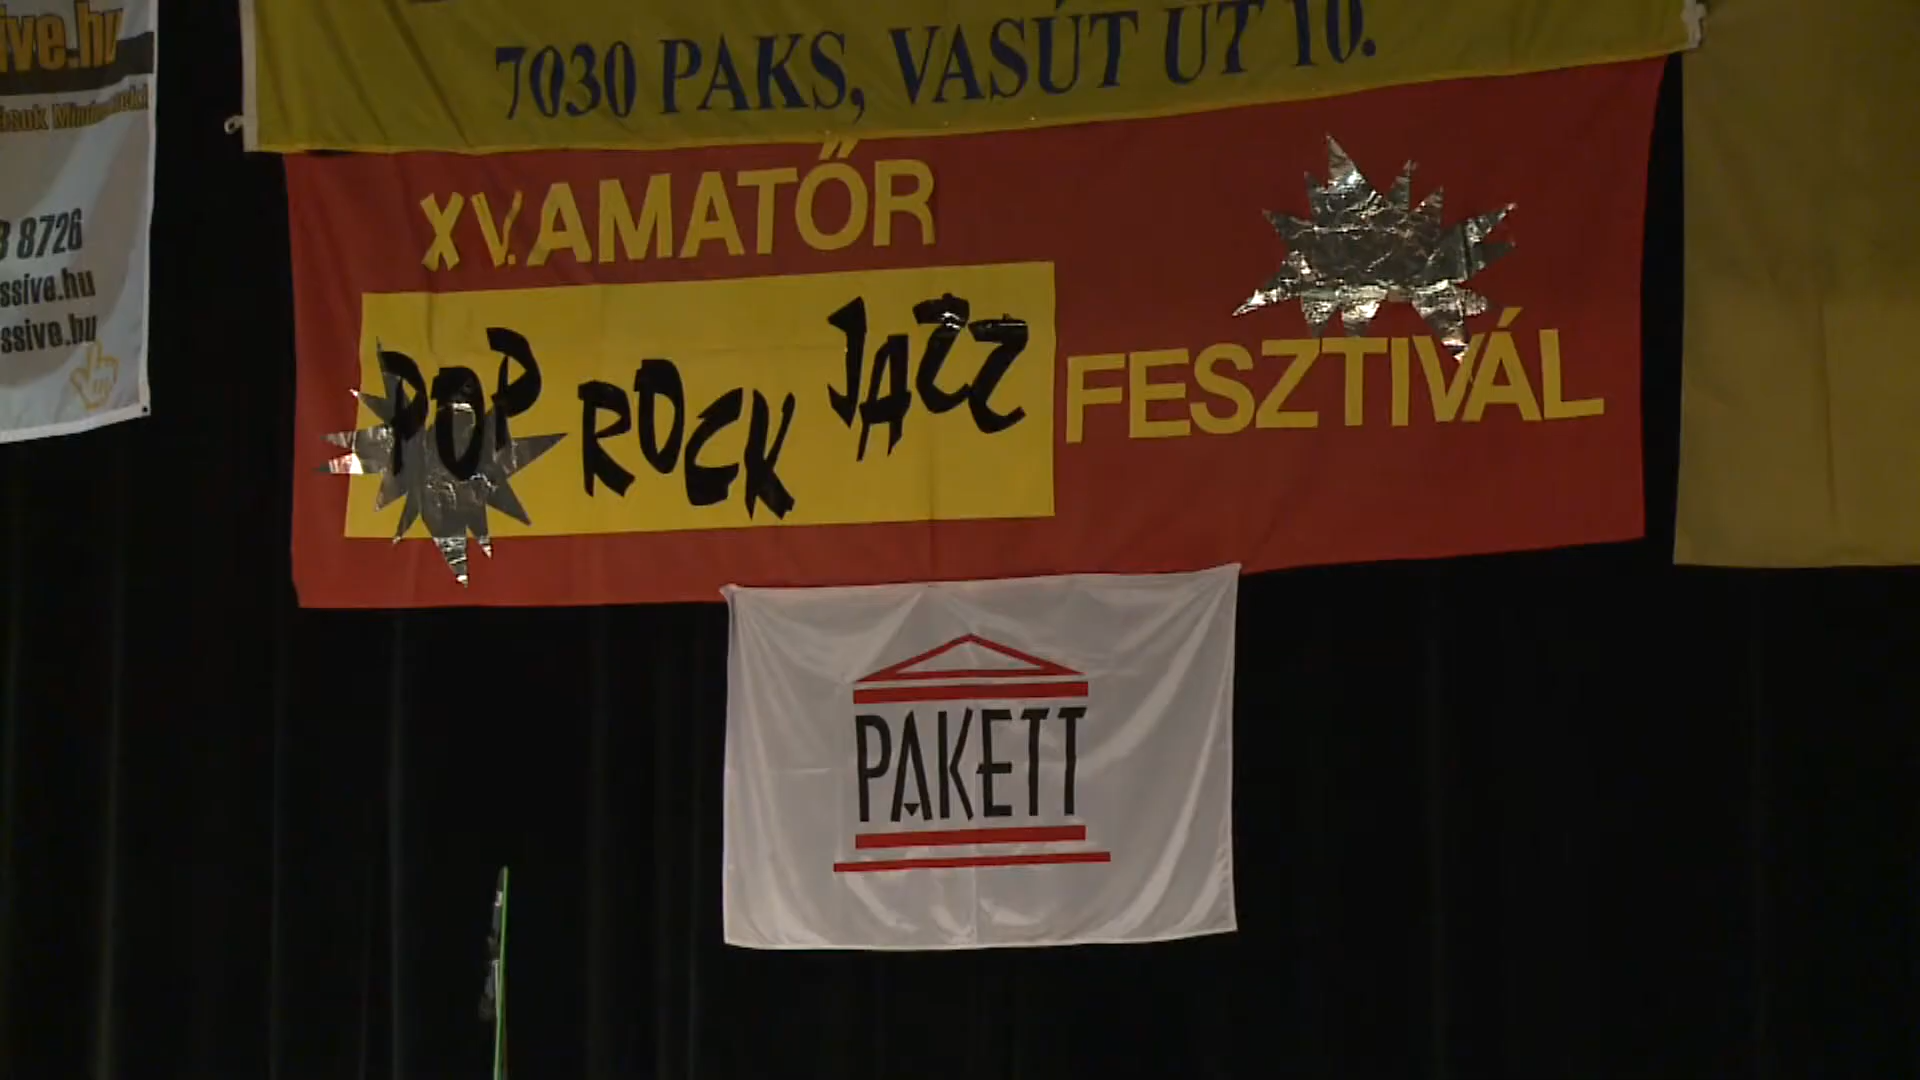 ive.hu
8726
ssive.hu
ssive.hu
7030 PAKS, VASÚT ÚT 10.
XV. AMATŐR
POP ROCK JAZZ
FESZTIVÁL
PAKETT